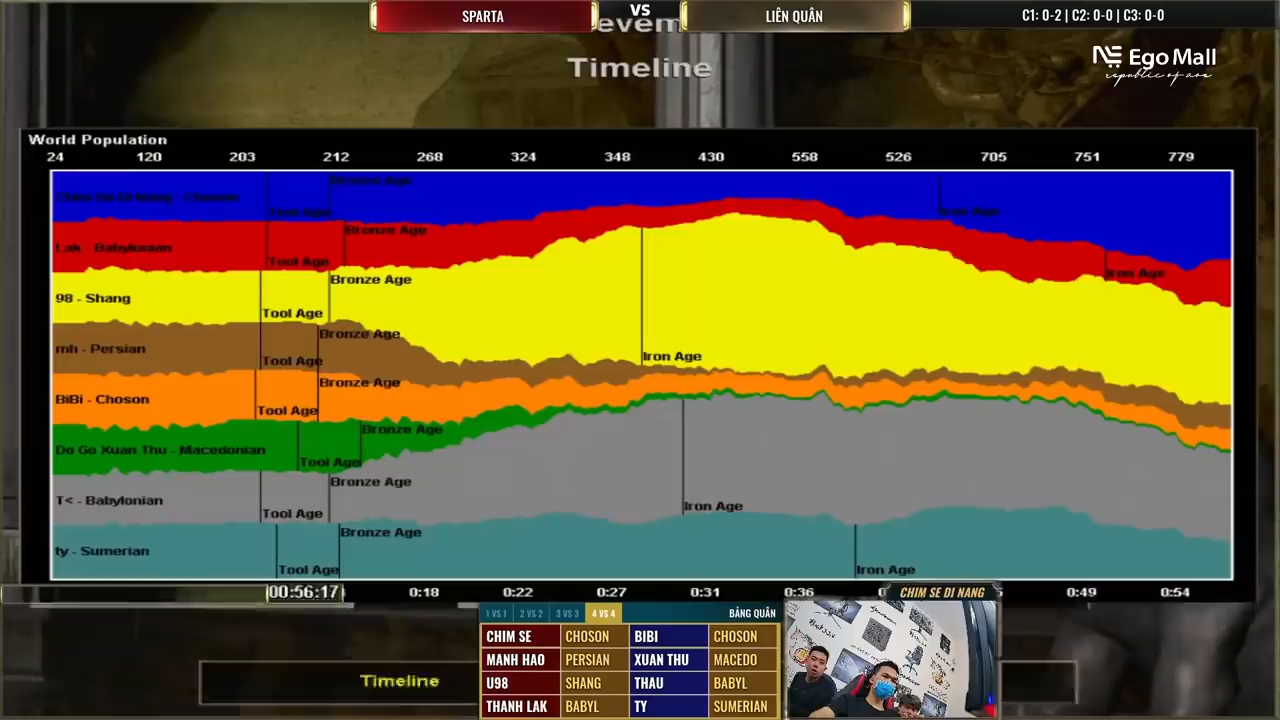 SPARTA VS LIÊN QUÂN C1: 0-2 | C2: 0-0 | C3: 0-0
Timeline
Ego Mall
republic of aoe
World Population
24 120 203 212 268 324 348 430 558 526 705 751 779
Bronze Age
Chim Se Di Nang - Choson
Tool Age Iron Age
Bronze Age
Lak - Babylonian
Tool Age Iron Age
Bronze Age
98 - Shang
Tool Age
Bronze Age
mh - Persian
Tool Age Iron Age
Bronze Age
BiBi - Choson
Tool Age
Bronze Age
Do Go Xuan Thu - Macedonian
Tool Age
Bronze Age
T< - Babylonian
Tool Age Iron Age
Bronze Age
ty - Sumerian
Tool Age Iron Age
00:56:17 0:18 0:22 0:27 0:31 0:36 0:49 0:54
CHIM SE DI NANG
1 VS 1 2 VS 2 3 VS 3 4 VS 4 BẢNG QUÂN
CHIM SE CHOSON BIBI CHOSON
MANH HAO PERSIAN XUAN THU MACEDO
U98 SHANG THAU BABYL
THANH LAK BABYL TY SUMERIAN
Timeline